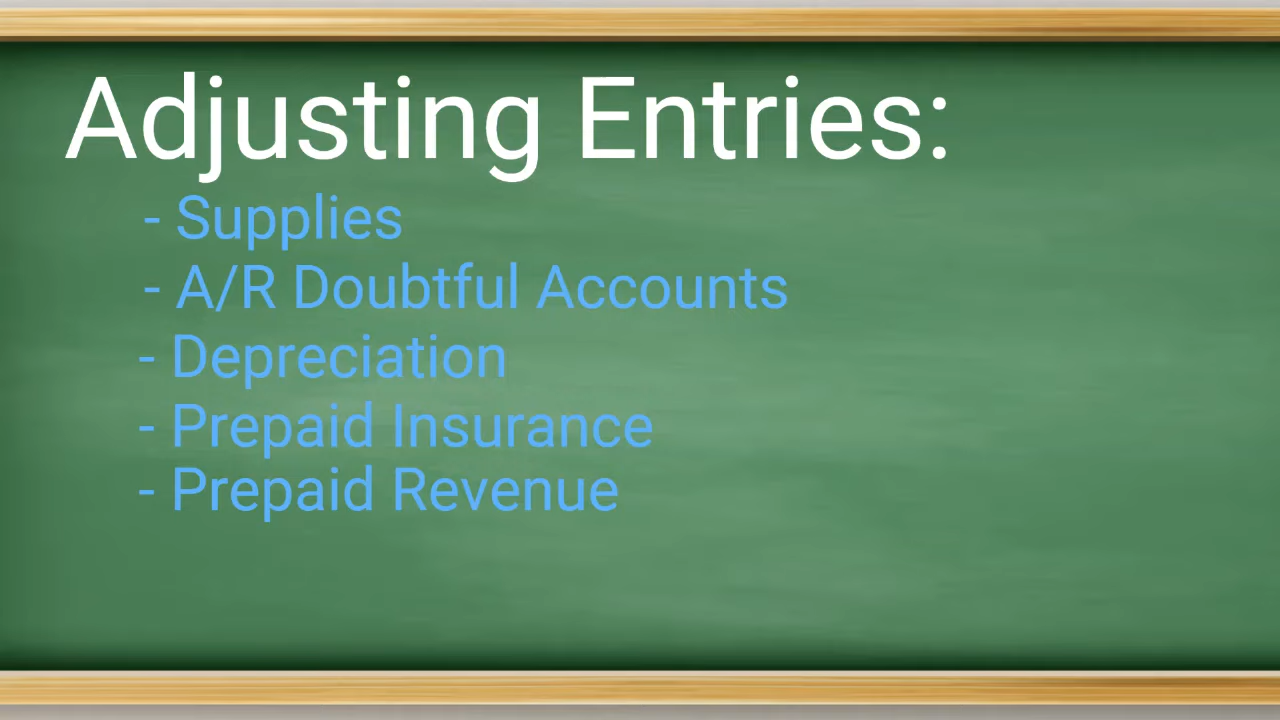 Adjusting Entries:
- Supplies
- A/R Doubtful Accounts
- Depreciation
- Prepaid Insurance
- Prepaid Revenue